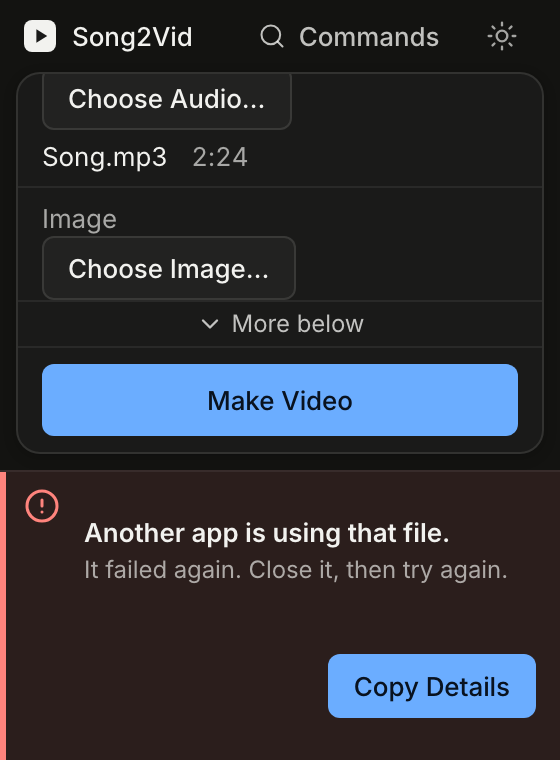 Song2Vid
Commands
Choose Audio...
Song.mp3 2:24
Image
Choose Image...
More below
Make Video
Another app is using that file.
It failed again. Close it, then try again.
Copy Details